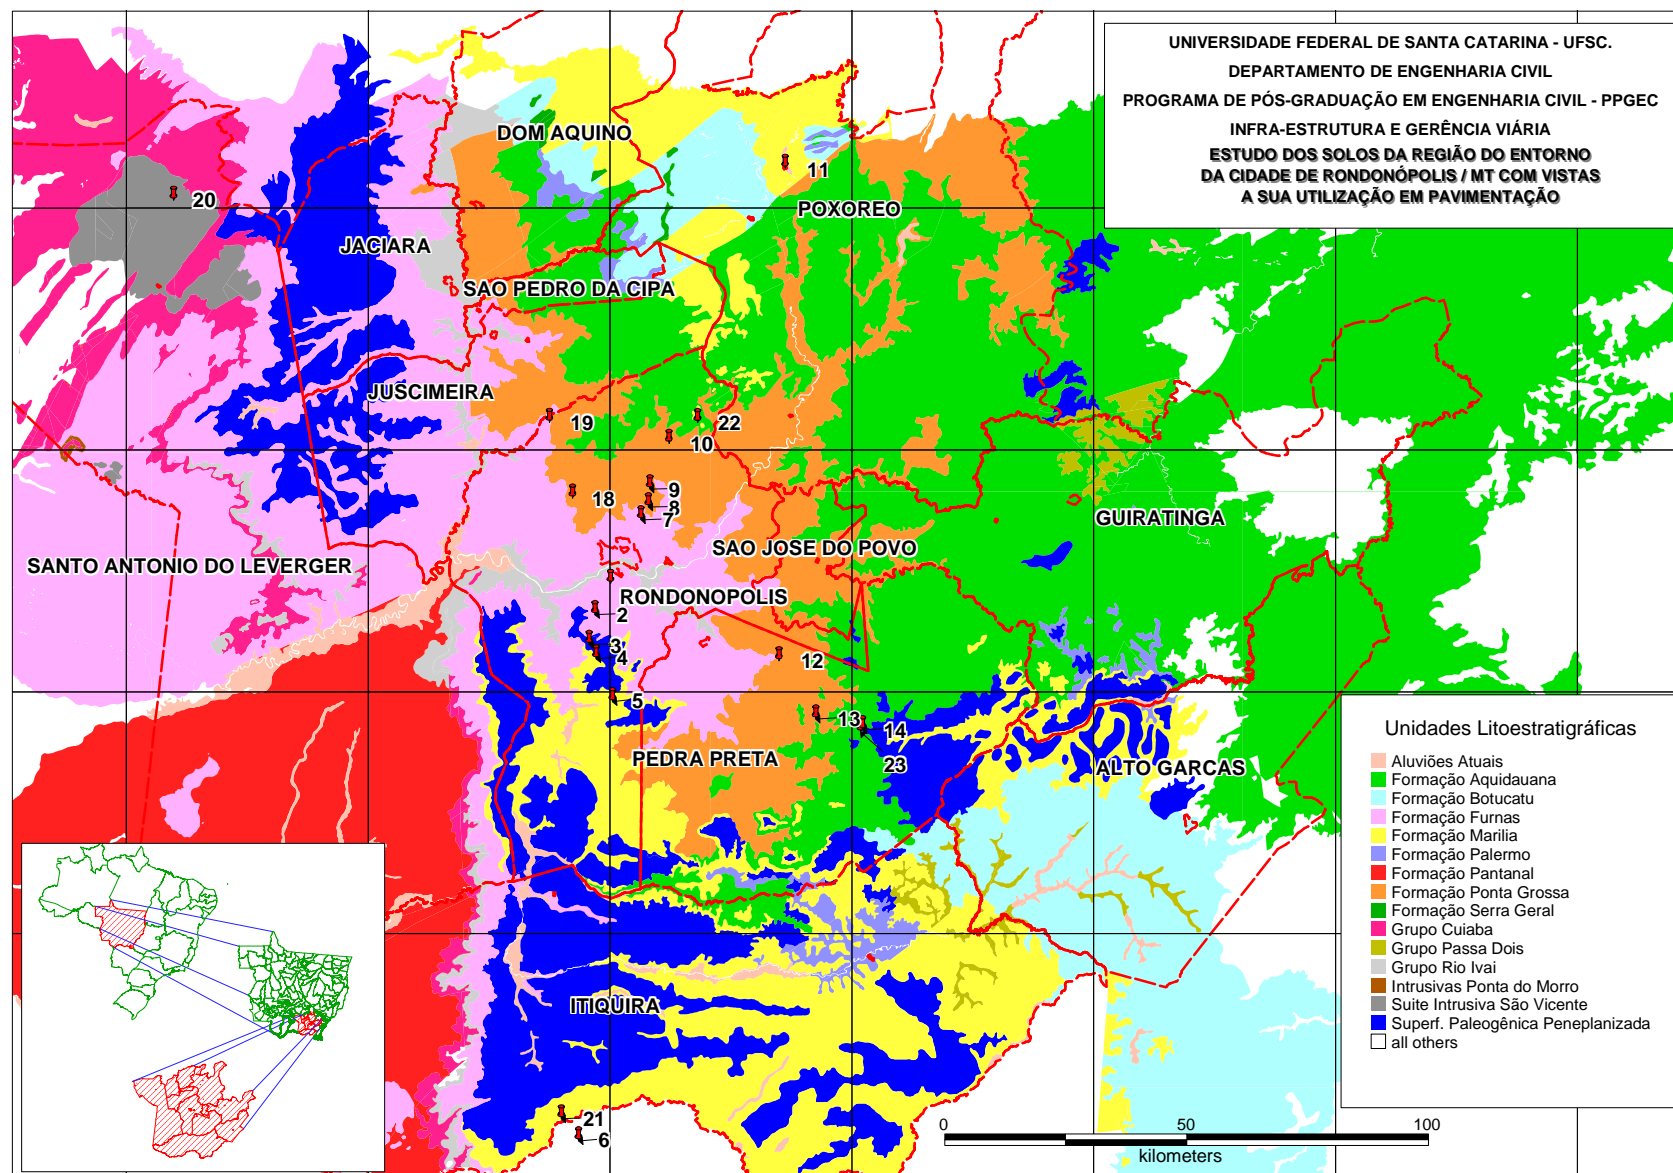 UNIVERSIDADE FEDERAL DE SANTA CATARINA - UFSC.
DEPARTAMENTO DE ENGENHARIA CIVIL
PROGRAMA DE PÓS-GRADUAÇÃO EM ENGENHARIA CIVIL - PPGEC
INFRA-ESTRUTURA E GERÊNCIA VIÁRIA
ESTUDO DOS SOLOS DA REGIÃO DO ENTORNO
DA CIDADE DE RONDONÓPOLIS / MT COM VISTAS
A SUA UTILIZAÇÃO EM PAVIMENTAÇÃO
DOM AQUINO
11
20
POXOREO
JACIARA
SAO PEDRO DA CIPA
JUSCIMEIRA
19
22
10
9
18
8
7
GUIRATINGA
SAO JOSE DO POVO
SANTO ANTONIO DO LEVERGER
RONDONOPOLIS
2
3
4
12
5
13
14
PEDRA PRETA
23
ALTO GARCAS
ITIQUIRA
21
6
Unidades Litoestratigráficas
Aluviões Atuais
Formação Aquidauana
Formação Botucatu
Formação Furnas
Formação Marilia
Formação Palermo
Formação Pantanal
Formação Ponta Grossa
Formação Serra Geral
Grupo Cuiaba
Grupo Passa Dois
Grupo Rio Ivai
Intrusivas Ponta do Morro
Suite Intrusiva São Vicente
Superf. Paleogênica Peneplanizada
all others
0 50 100
kilometers